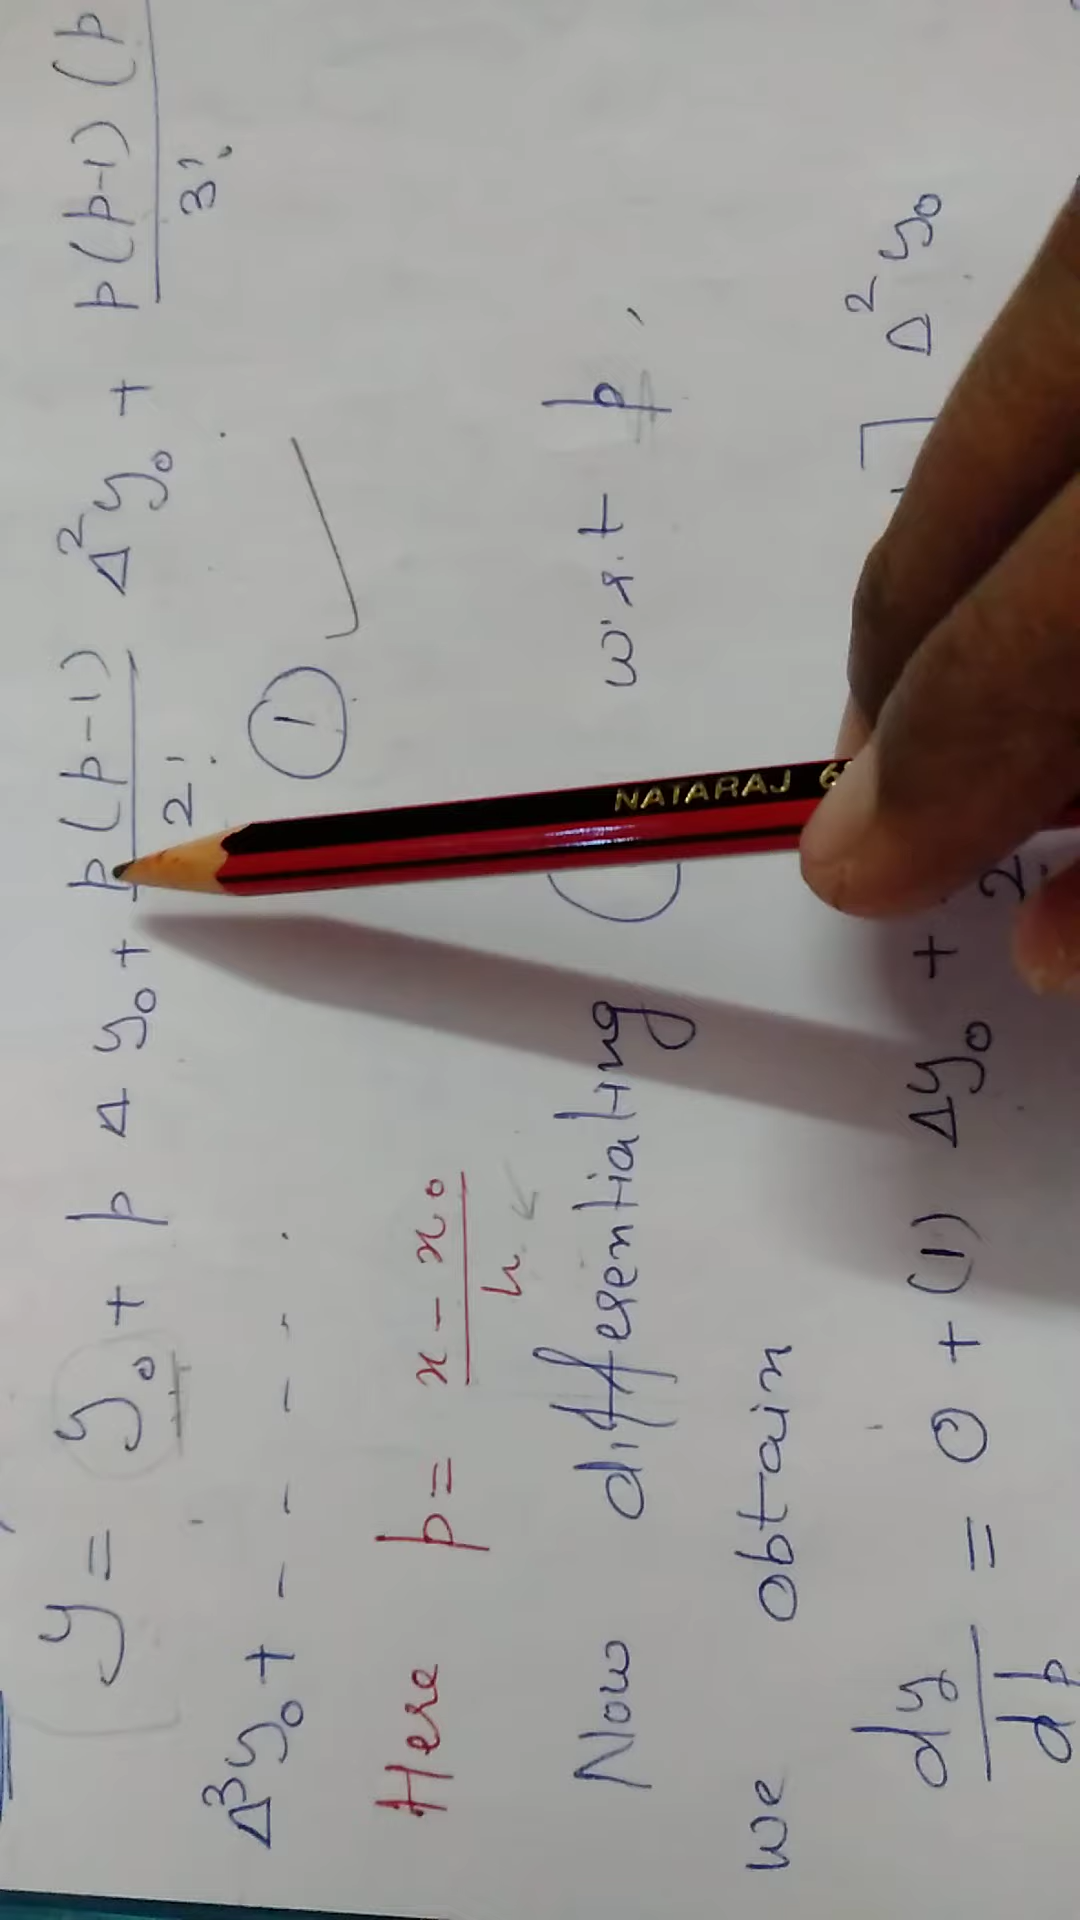 y = y₀ + p Δ y₀ + p(p-1)/2! Δ²y₀ + p(p-1)(p/3!
Δ³y₀ + - - - - . ①
Here p = x - x₀/h
Now differentiating ( w.r.t p,
we obtain
dy/dp = 0 + (1) Δy₀ + 2! ] Δ²y₀
NATARAJ